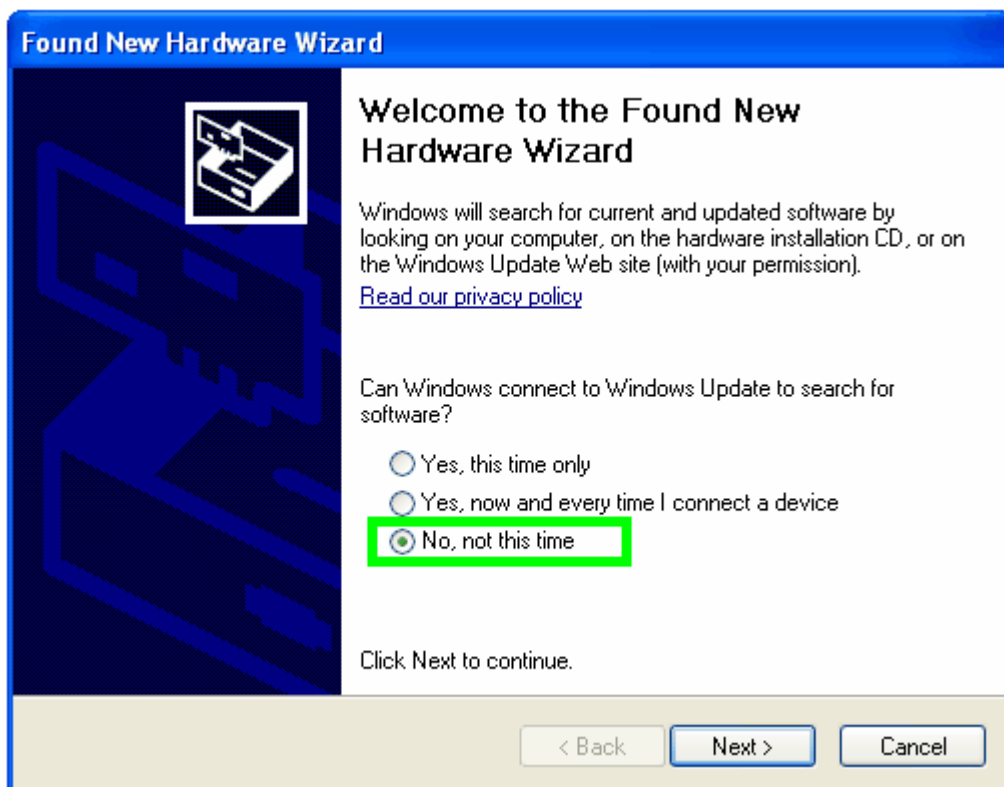 Found New Hardware Wizard
Welcome to the Found New
Hardware Wizard
Windows will search for current and updated software by
looking on your computer, on the hardware installation CD, or on
the Windows Update Web site (with your permission).
Read our privacy policy
Can Windows connect to Windows Update to search for
software?
Yes, this time only
Yes, now and every time I connect a device
No, not this time
Click Next to continue.
< Back Next > Cancel